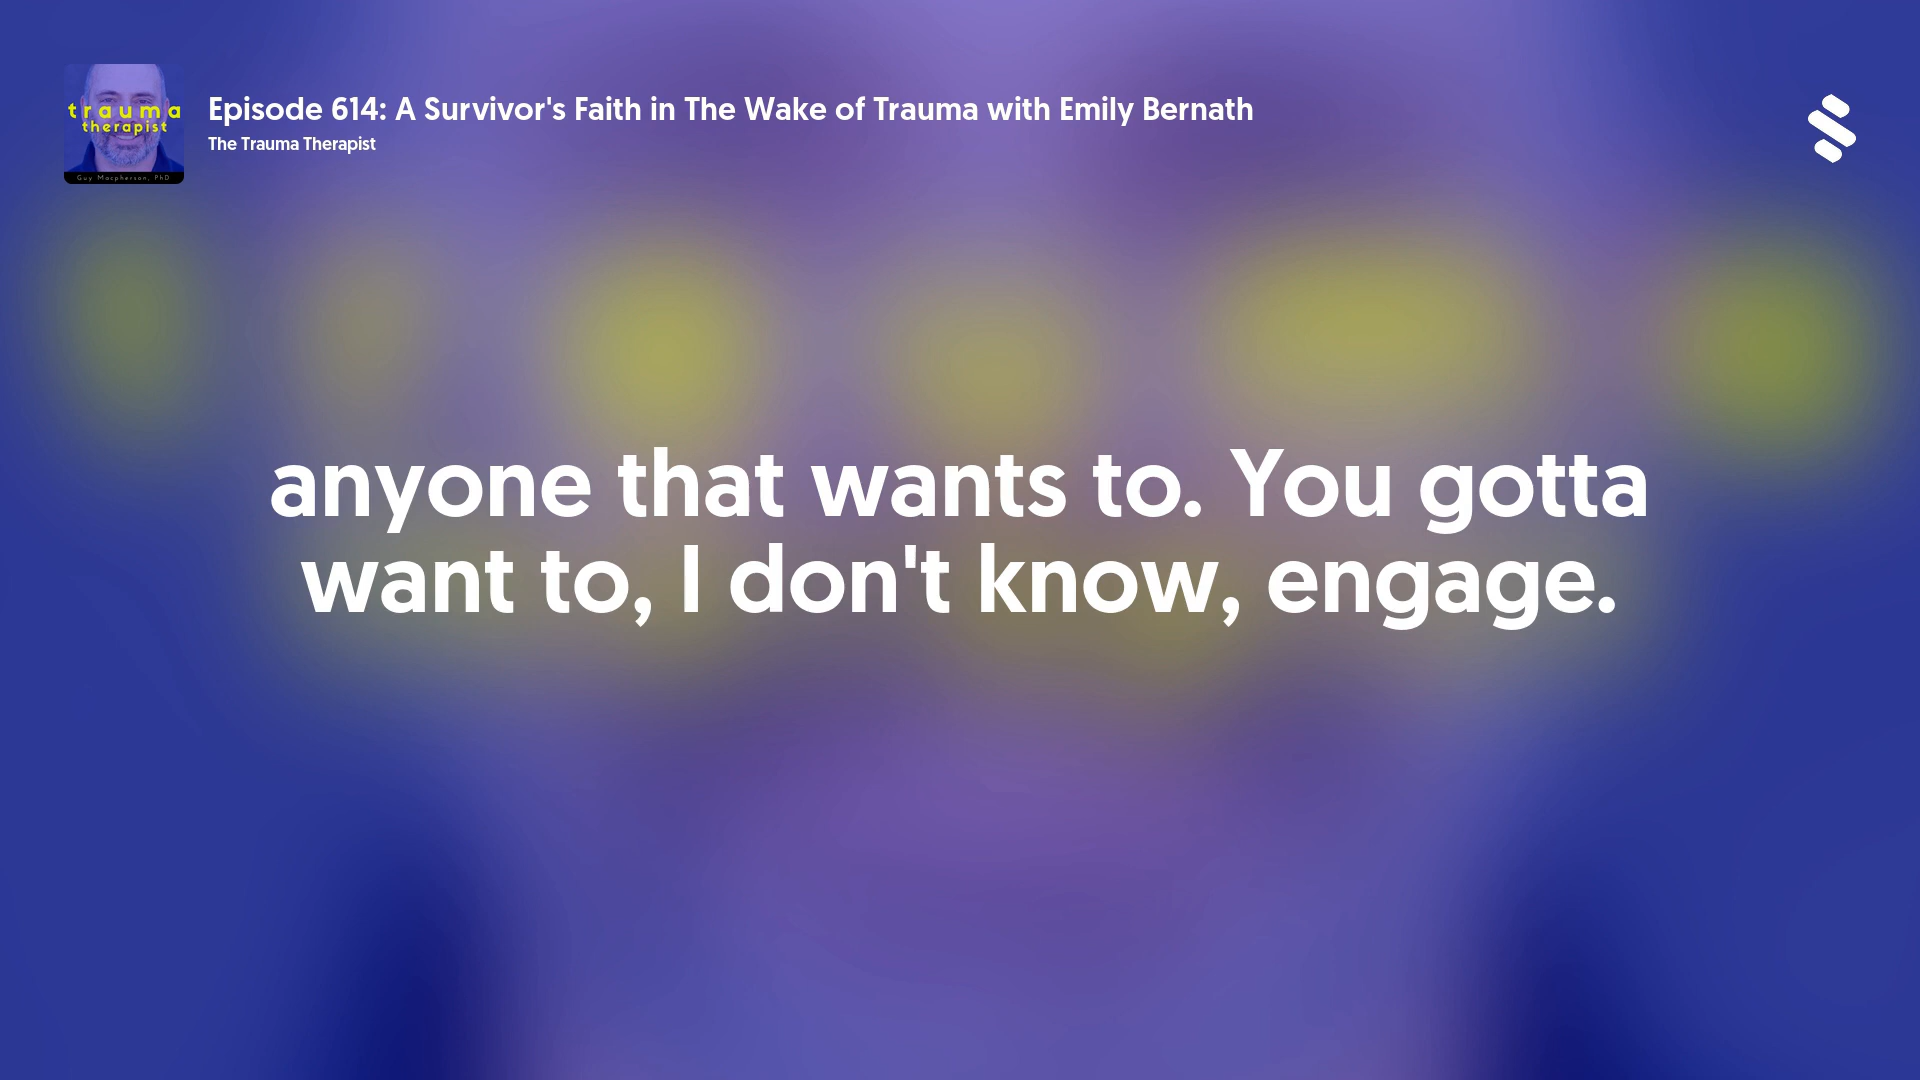 trauma
therapist
Guy Macpherson, PhD
Episode 614: A Survivor's Faith in The Wake of Trauma with Emily Bernath
The Trauma Therapist
anyone that wants to. You gotta
want to, I don't know, engage.